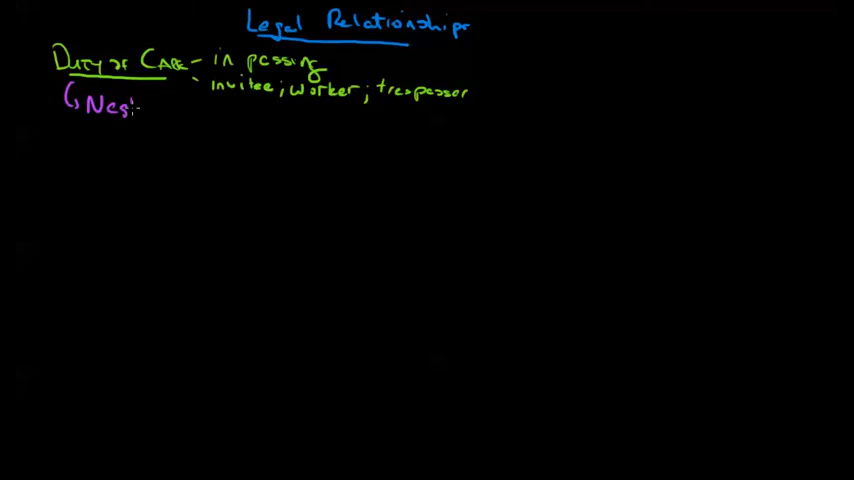 Legal Relationships
Duty of Care - in passing
- invitee; worker; trespasser
Neg